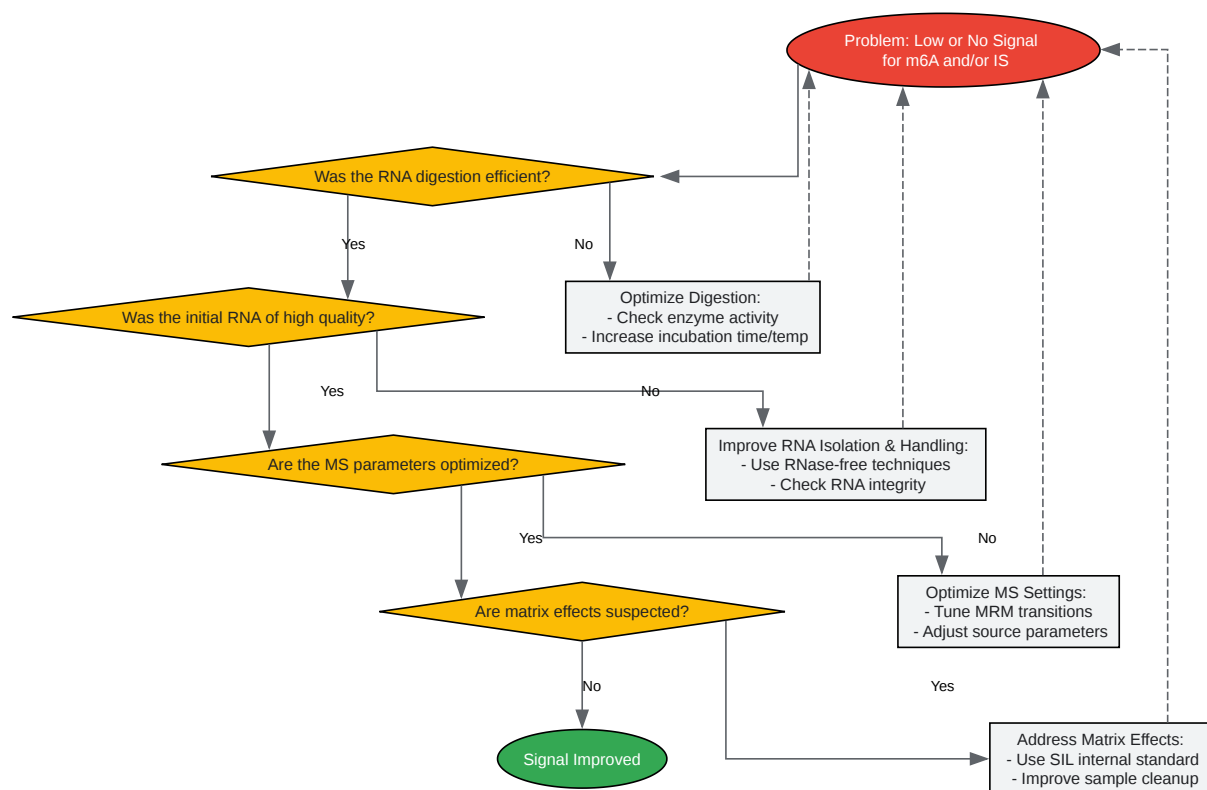 Problem: Low or No Signal
for m6A and/or IS
Was the RNA digestion efficient?
Yes
No
Optimize Digestion:
- Check enzyme activity
- Increase incubation time/temp
Was the initial RNA of high quality?
Yes
No
Improve RNA Isolation & Handling:
- Use RNase-free techniques
- Check RNA integrity
Are the MS parameters optimized?
Yes
No
Optimize MS Settings:
- Tune MRM transitions
- Adjust source parameters
Are matrix effects suspected?
No
Yes
Signal Improved
Address Matrix Effects:
- Use SIL internal standard
- Improve sample cleanup